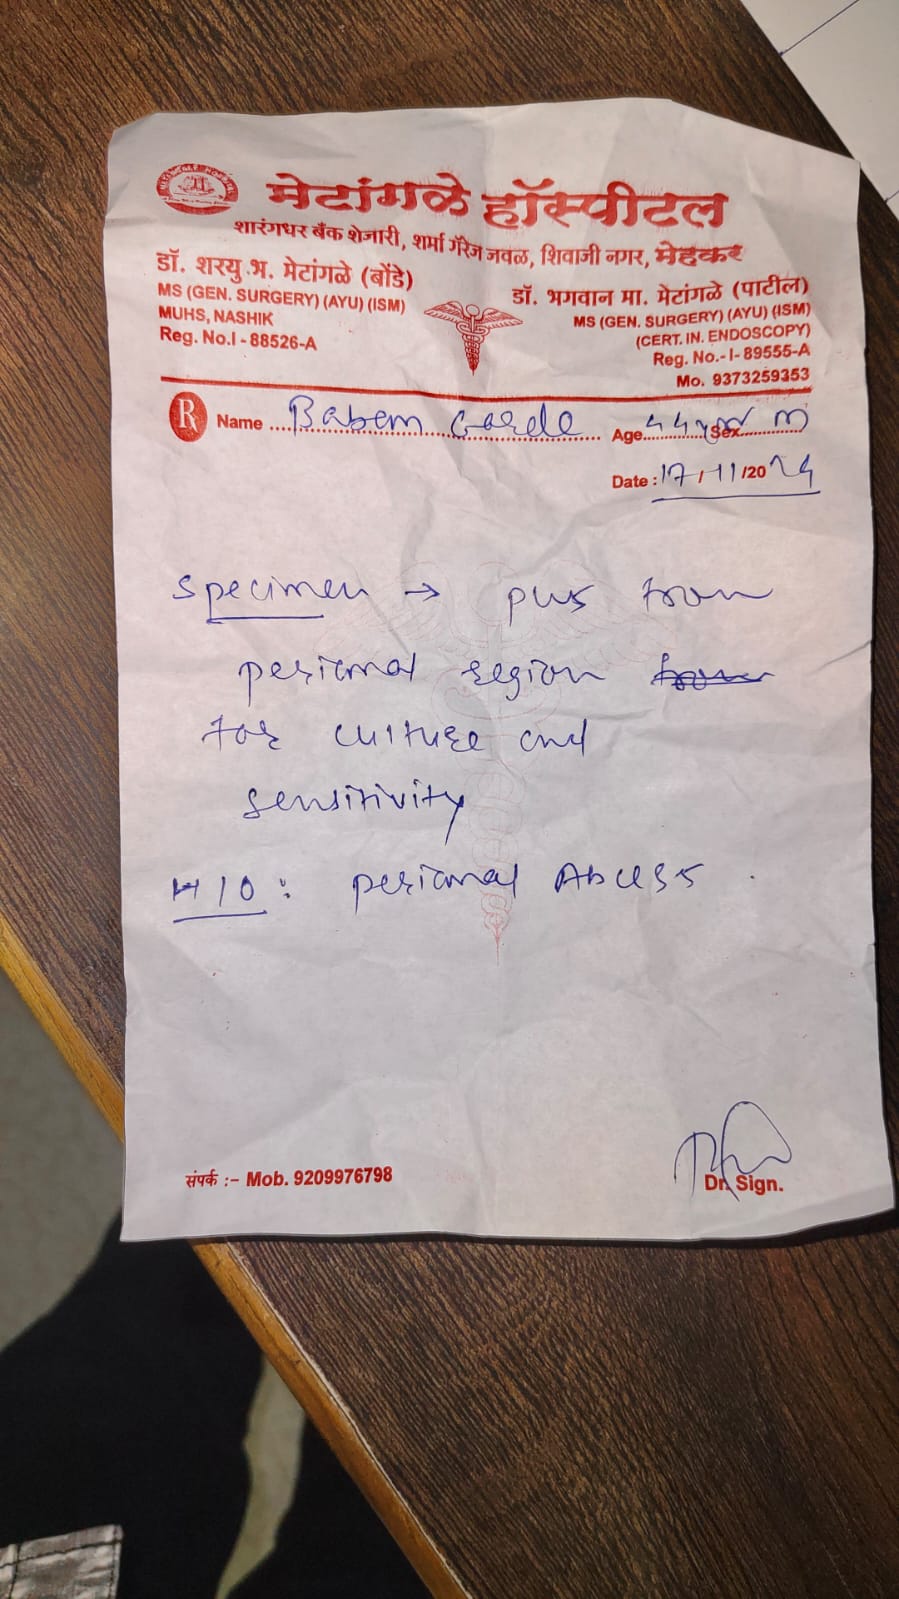 मेटांगळे हॉस्पीटल
शारंगधर बँक शेजारी, शर्मा गॅरेज जवळ, शिवाजी नगर, मेहकर
डॉ. शरयु भ. मेटांगळे (बोंडे)
MS (GEN. SURGERY) (AYU) (ISM)
MUHS, NASHIK
Reg. No.I - 88526-A
डॉ. भगवान मा. मेटांगळे (पाटील)
MS (GEN. SURGERY) (AYU) (ISM)
(CERT. IN. ENDOSCOPY)
Reg. No.- I- 89555-A
Mo. 9373259353
Rx Name Age 44 Sex m
Date : 17/11/2024
specimen → pus from
perianal region
for culture and
sensitivity
H/O : perianal Abcess.
संपर्क :- Mob. 9209976798
Dr. Sign.